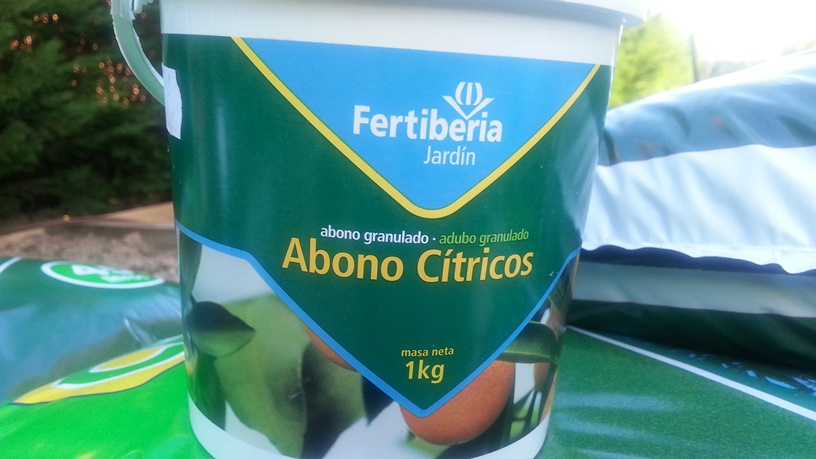 Fertiberia
Jardín
abono granulado · adubo granulado
Abono Cítricos
masa neta
1kg